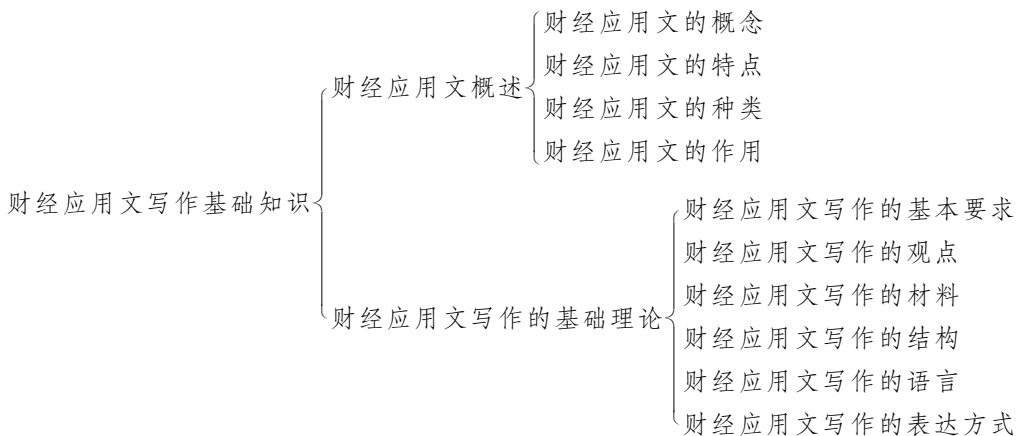 财经应用文的概念
财经应用文的特点
财经应用文概述
财经应用文的种类
财经应用文的作用
财经应用文写作基础知识
财经应用文写作的基本要求
财经应用文写作的观点
财经应用文写作的材料
财经应用文写作的基础理论
财经应用文写作的结构
财经应用文写作的语言
财经应用文写作的表达方式